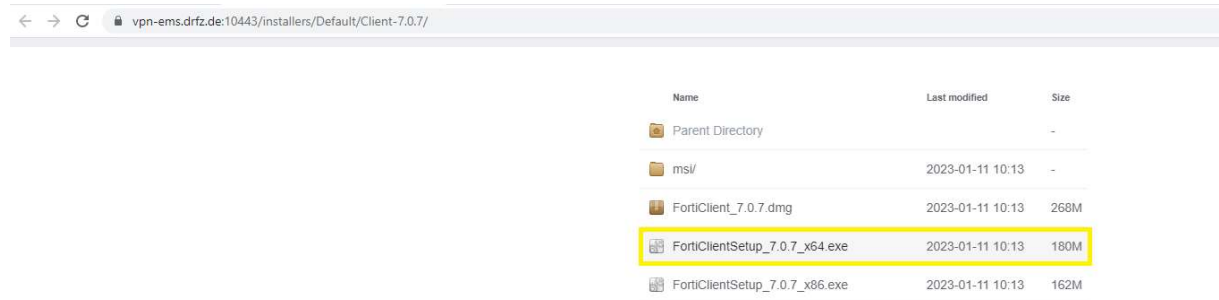 vpn-ems.drfz.de:10443/installers/Default/Client-7.0.7/
Name Last modified Size
Parent Directory -
msi/ 2023-01-11 10:13 -
FortiClient_7.0.7.dmg 2023-01-11 10:13 268M
FortiClientSetup_7.0.7_x64.exe 2023-01-11 10:13 180M
FortiClientSetup_7.0.7_x86.exe 2023-01-11 10:13 162M